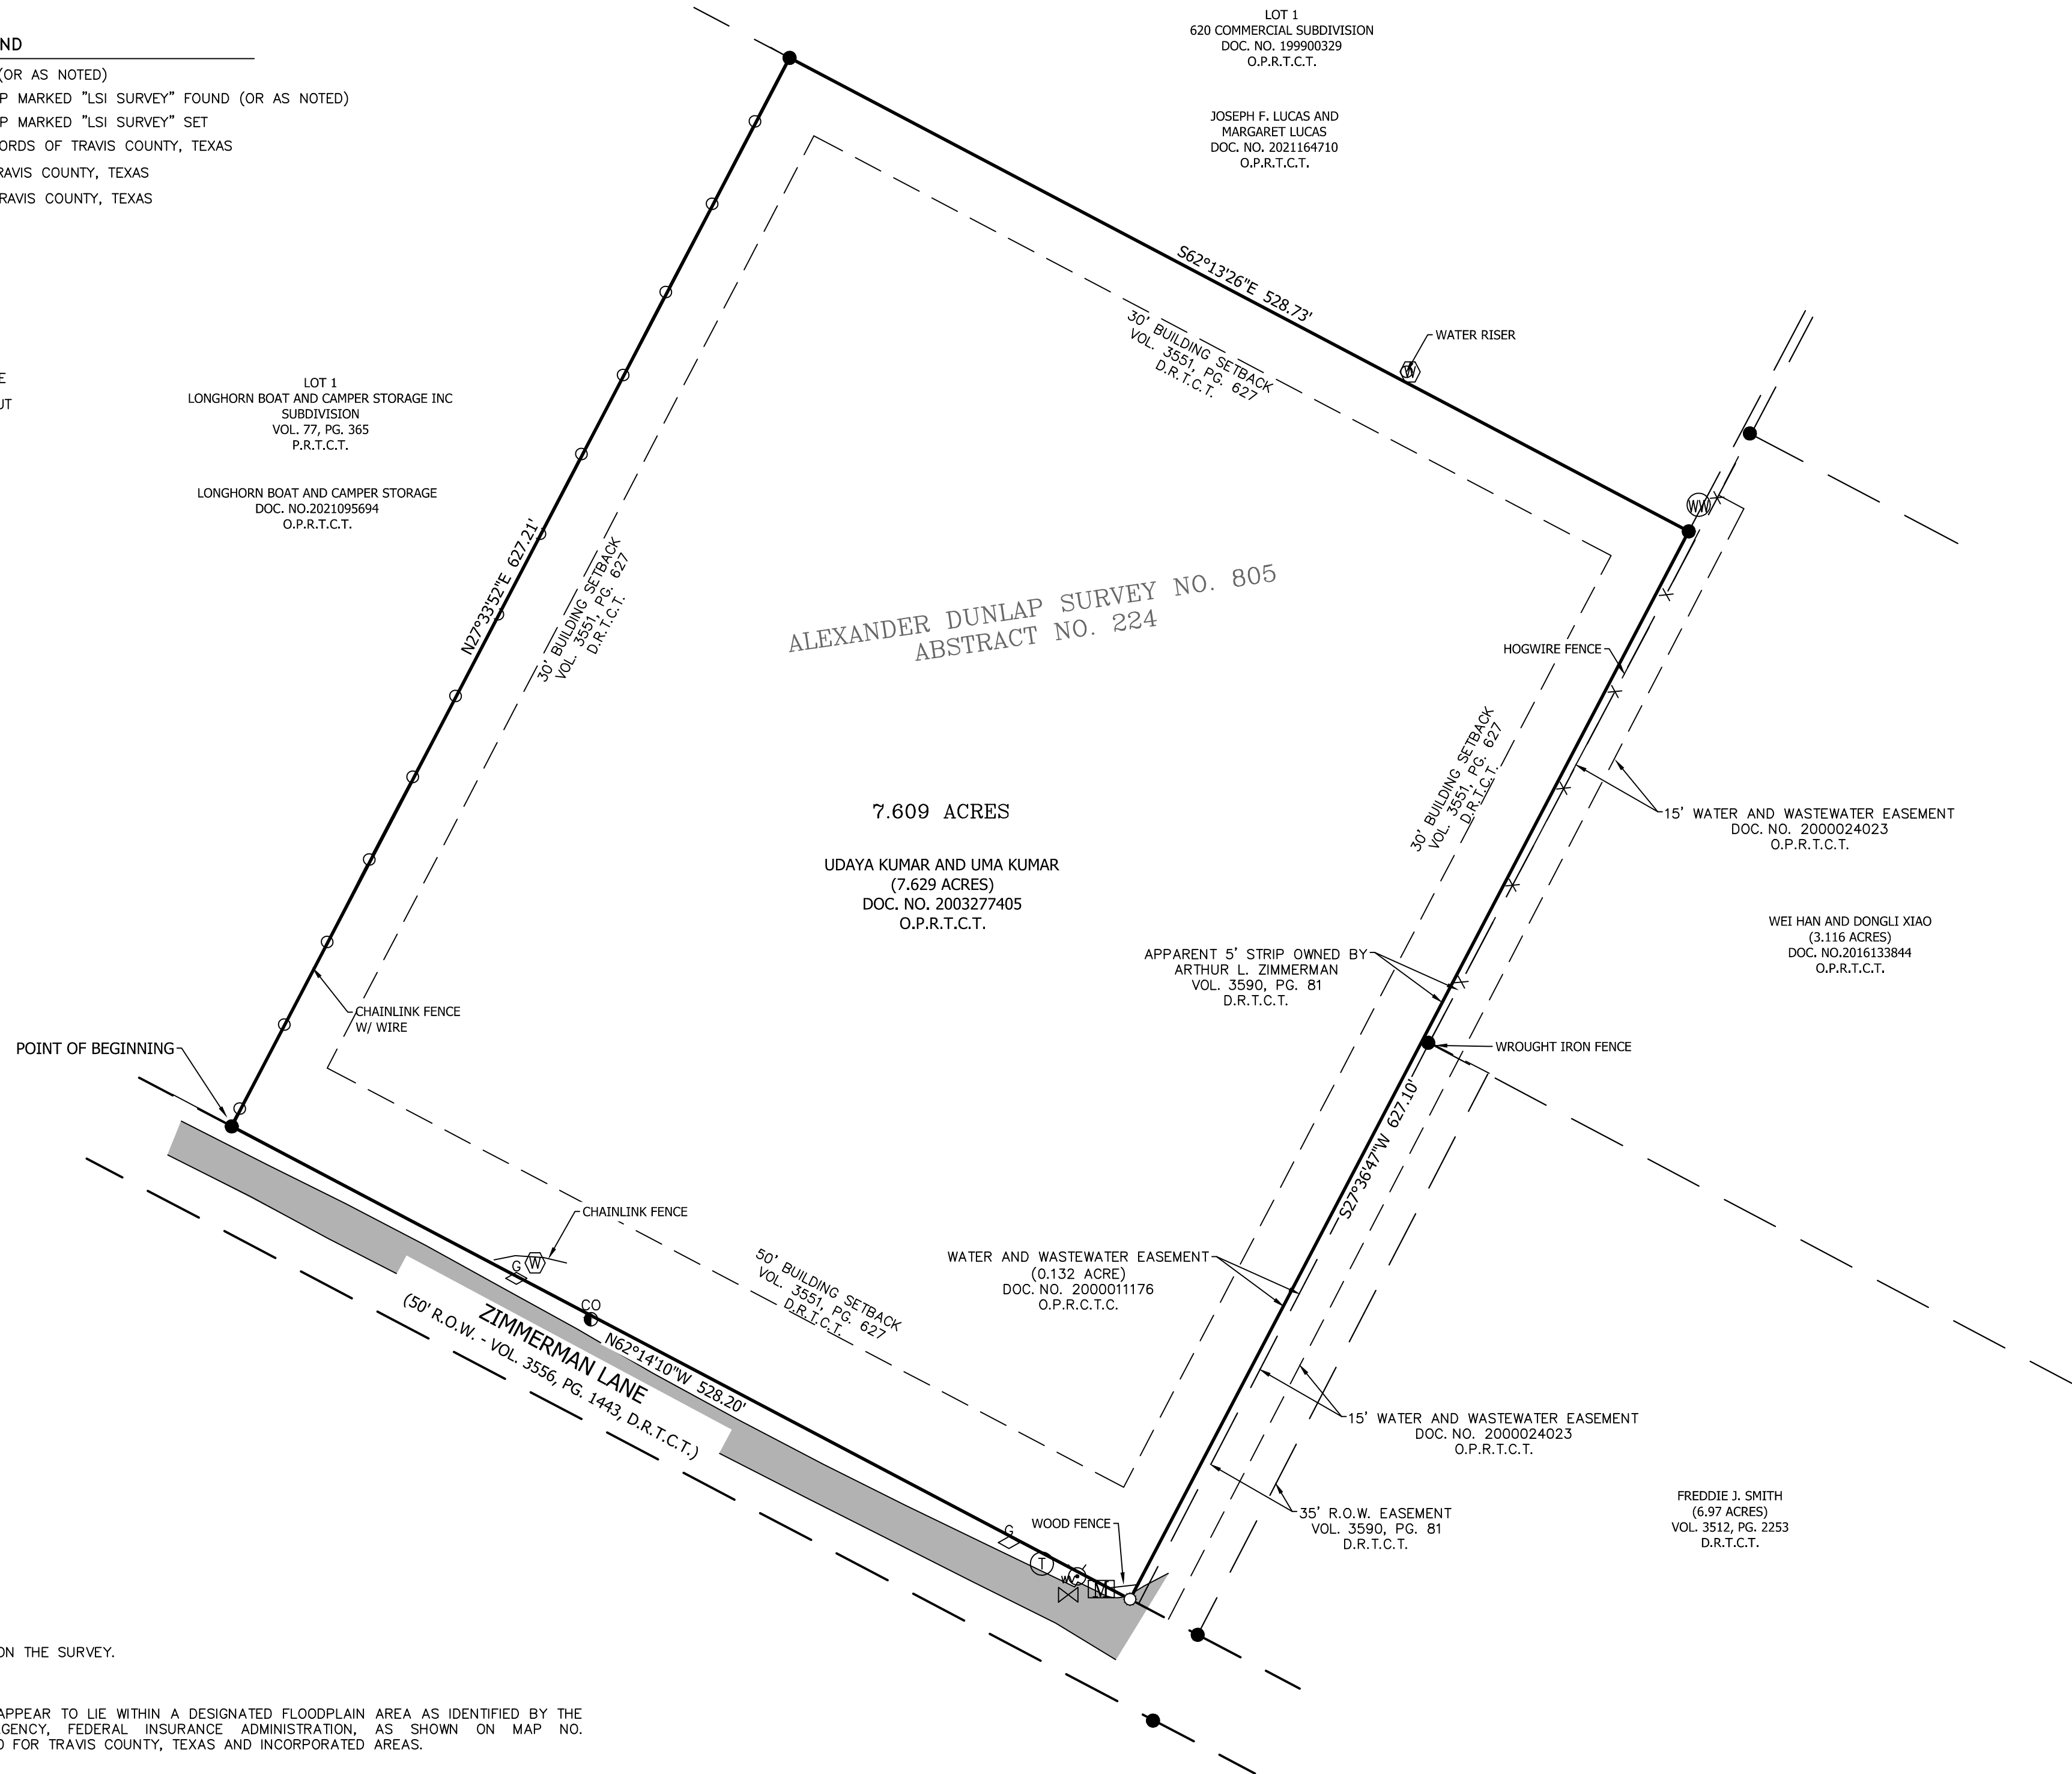 ND
(OR AS NOTED)
P MARKED "LSI SURVEY" FOUND (OR AS NOTED)
P MARKED "LSI SURVEY" SET
ORDS OF TRAVIS COUNTY, TEXAS
RAVIS COUNTY, TEXAS
RAVIS COUNTY, TEXAS
E
UT
LOT 1
620 COMMERCIAL SUBDIVISION
DOC. NO. 199900329
O.P.R.T.C.T.
JOSEPH F. LUCAS AND
MARGARET LUCAS
DOC. NO. 2021164710
O.P.R.T.C.T.
S62°13'26"E 528.73'
WATER RISER
W
30' BUILDING SETBACK
VOL. 3551, PG. 627
D.R.T.C.T.
LOT 1
LONGHORN BOAT AND CAMPER STORAGE INC
SUBDIVISION
VOL. 77, PG. 365
P.R.T.C.T.
LONGHORN BOAT AND CAMPER STORAGE
DOC. NO.2021095694
O.P.R.T.C.T.
N27°33'52"E 627.21'
30' BUILDING SETBACK
VOL. 3551, PG. 627
D.R.T.C.T.
WW
ALEXANDER DUNLAP SURVEY NO. 805
ABSTRACT NO. 224
HOGWIRE FENCE
30' BUILDING SETBACK
VOL. 3551, PG. 627
D.R.T.C.T.
15' WATER AND WASTEWATER EASEMENT
DOC. NO. 2000024023
O.P.R.T.C.T.
7.609 ACRES
UDAYA KUMAR AND UMA KUMAR
(7.629 ACRES)
DOC. NO. 2003277405
O.P.R.T.C.T.
WEI HAN AND DONGLI XIAO
(3.116 ACRES)
DOC. NO.2016133844
O.P.R.T.C.T.
APPARENT 5' STRIP OWNED BY
ARTHUR L. ZIMMERMAN
VOL. 3590, PG. 81
D.R.T.C.T.
CHAINLINK FENCE
W/ WIRE
POINT OF BEGINNING
WROUGHT IRON FENCE
S27°36'47"W 627.10'
CHAINLINK FENCE
G
W
CO
N62°14'10"W 528.20'
ZIMMERMAN LANE
(50' R.O.W. - VOL. 3556, PG. 1443, D.R.T.C.T.)
50' BUILDING SETBACK
VOL. 3551, PG. 627
D.R.T.C.T.
WATER AND WASTEWATER EASEMENT
(0.132 ACRE)
DOC. NO. 2000011176
O.P.R.C.T.C.
15' WATER AND WASTEWATER EASEMENT
DOC. NO. 2000024023
O.P.R.T.C.T.
35' R.O.W. EASEMENT
VOL. 3590, PG. 81
D.R.T.C.T.
FREDDIE J. SMITH
(6.97 ACRES)
VOL. 3512, PG. 2253
D.R.T.C.T.
WOOD FENCE
G
T
WV
M
ON THE SURVEY.
APPEAR TO LIE WITHIN A DESIGNATED FLOODPLAIN AREA AS IDENTIFIED BY THE
GENCY, FEDERAL INSURANCE ADMINISTRATION, AS SHOWN ON MAP NO.
FOR TRAVIS COUNTY, TEXAS AND INCORPORATED AREAS.